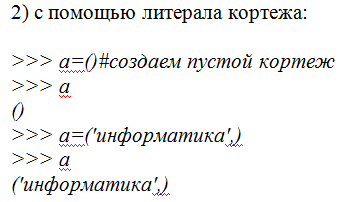 2) с помощью литерала кортежа:
>>> a=()#создаем пустой кортеж
>>> a
()
>>> a=('информатика',)
>>> a
('информатика',)